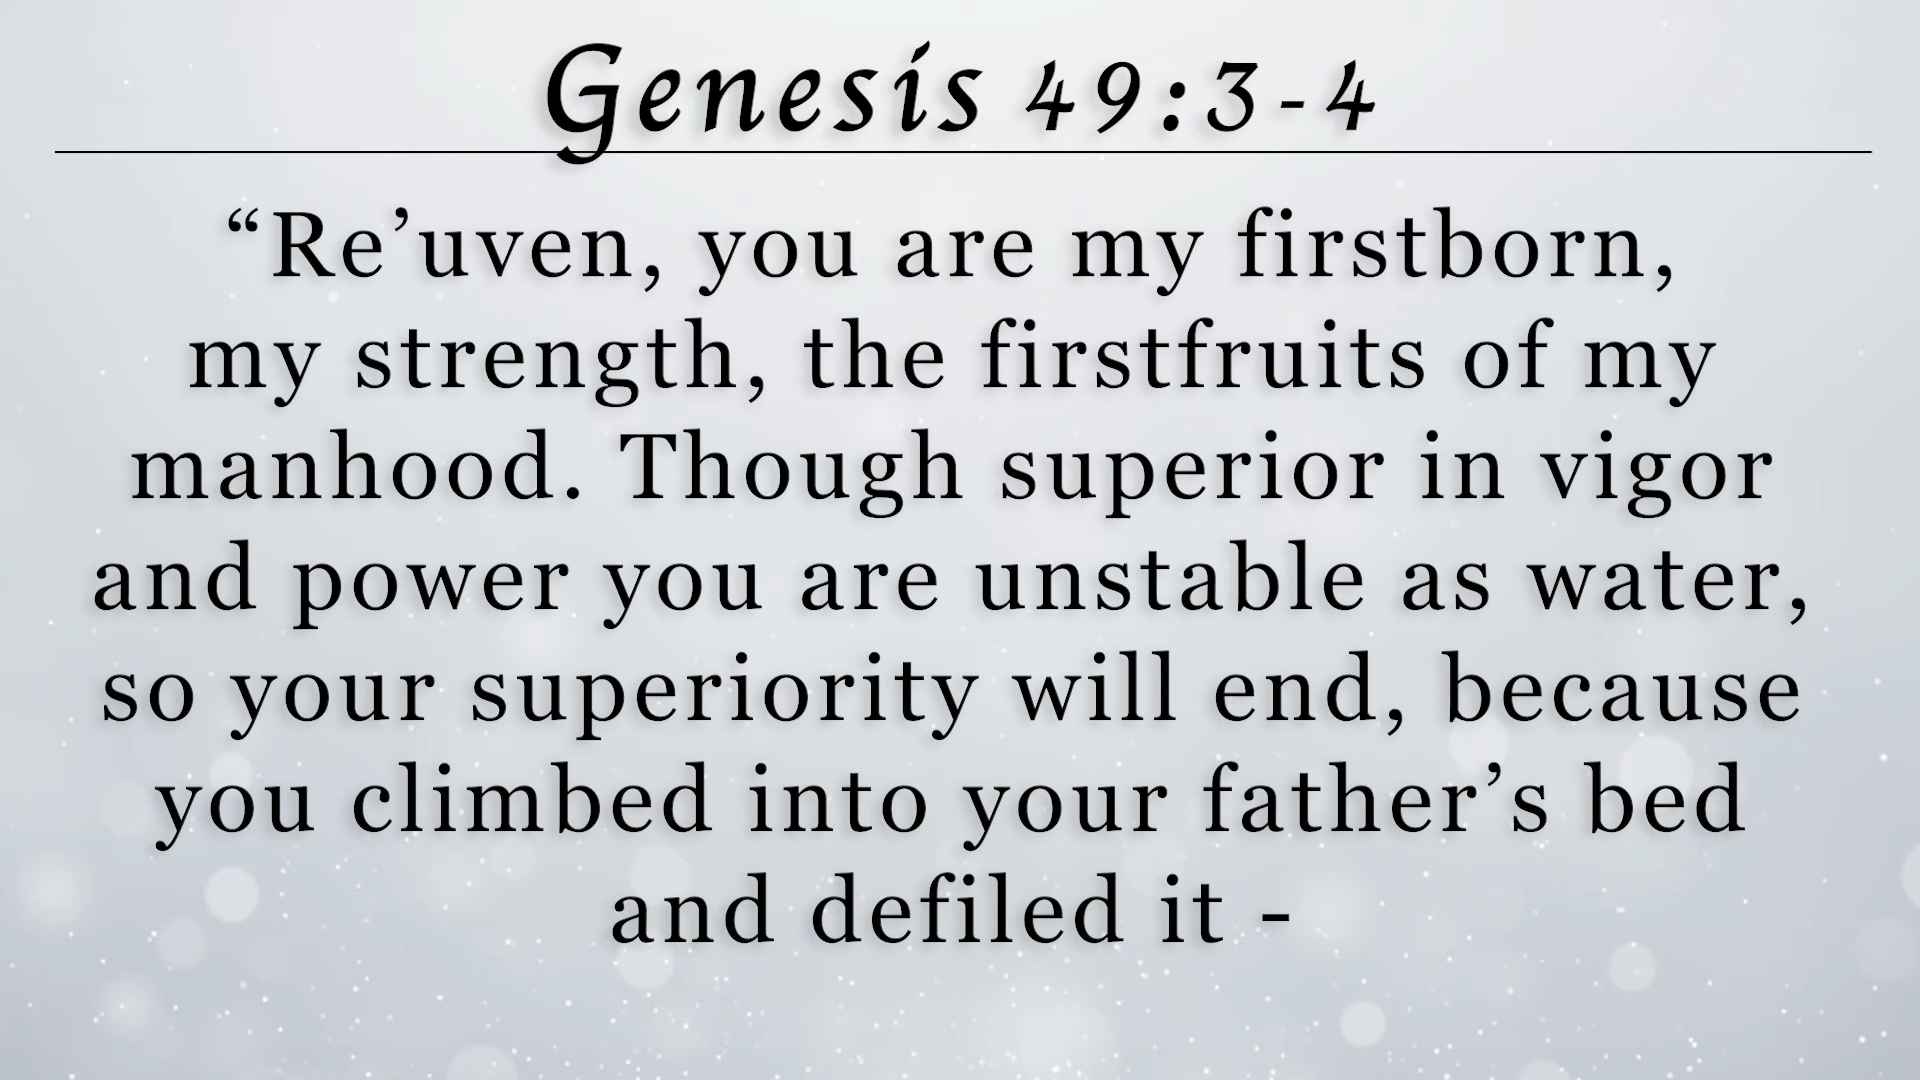 Genesis 49:3-4
“Re’uven, you are my firstborn,
my strength, the firstfruits of my
manhood. Though superior in vigor
and power you are unstable as water,
so your superiority will end, because
you climbed into your father’s bed
and defiled it -